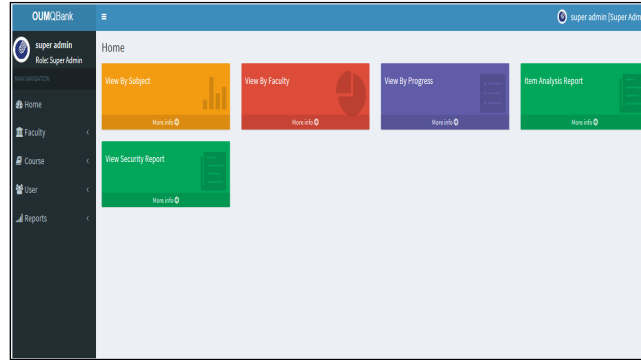 OUMQBank
super admin [Super Adm
super admin
Role: Super Admin
MAIN NAVIGATION
Home
Faculty
Course
User
Reports
Home
View By Subject
More info
View By Faculty
More info
View By Progress
More info
Item Analysis Report
More info
View Security Report
More info